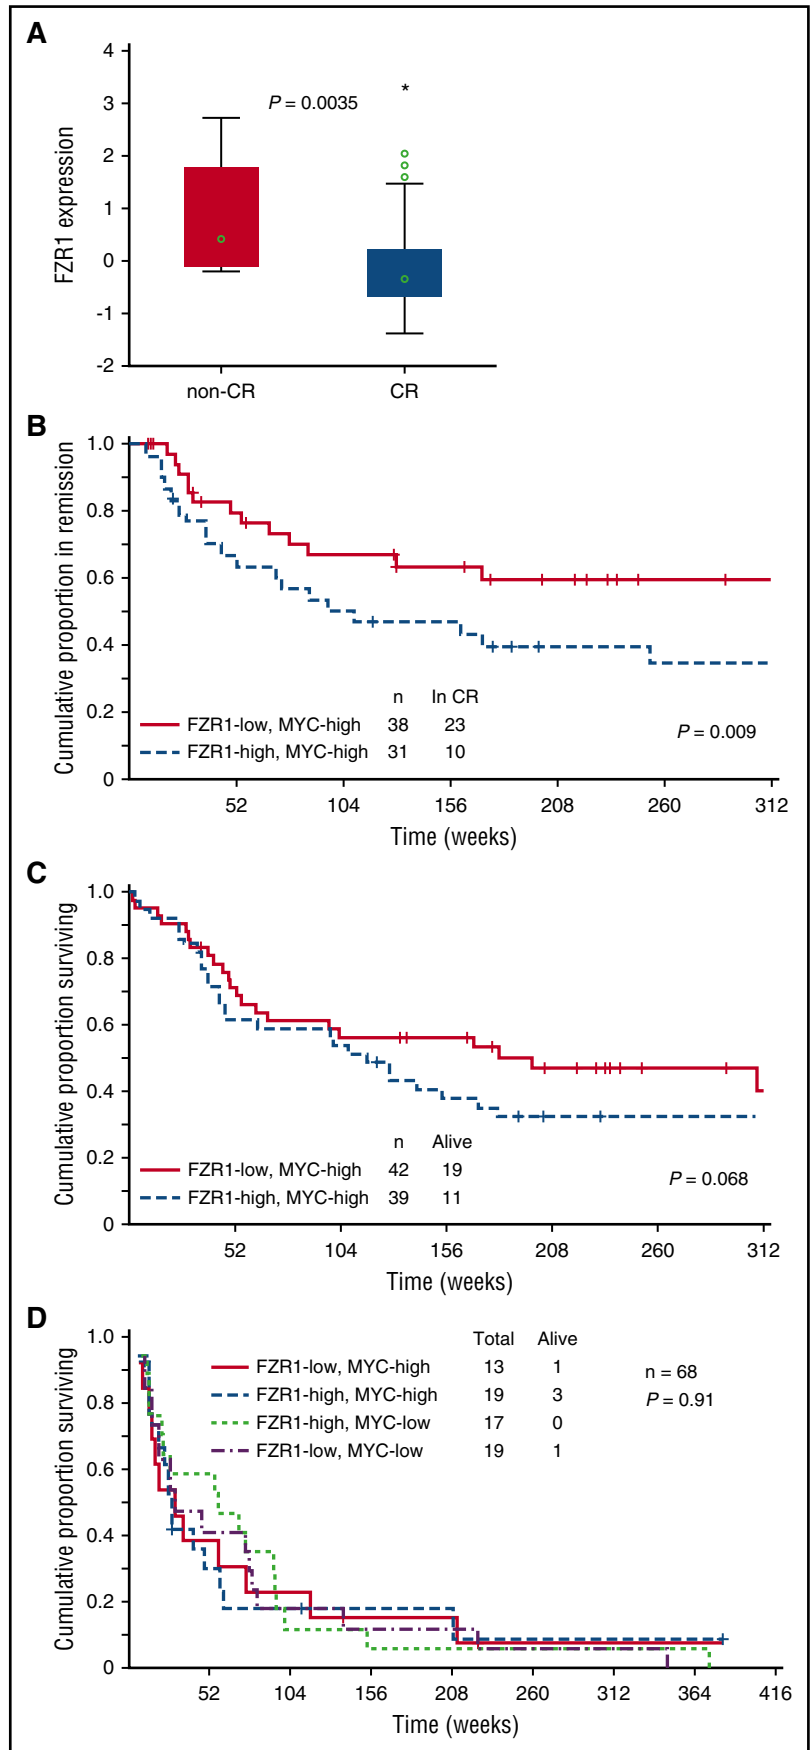 A
4
3
2
1
0
-1
-2
FZR1 expression
P = 0.0035
*
non-CR CR
B
1.0
0.8
0.6
0.4
0.2
0
Cumulative proportion in remission
n In CR
FZR1-low, MYC-high 38 23
FZR1-high, MYC-high 31 10
P = 0.009
52 104 156 208 260 312
Time (weeks)
C
1.0
0.8
0.6
0.4
0.2
0
Cumulative proportion surviving
n Alive
FZR1-low, MYC-high 42 19
FZR1-high, MYC-high 39 11
P = 0.068
52 104 156 208 260 312
Time (weeks)
D
1.0
0.8
0.6
0.4
0.2
0
Cumulative proportion surviving
Total Alive
FZR1-low, MYC-high 13 1
FZR1-high, MYC-high 19 3
FZR1-high, MYC-low 17 0
FZR1-low, MYC-low 19 1
n = 68
P = 0.91
52 104 156 208 260 312 364 416
Time (weeks)